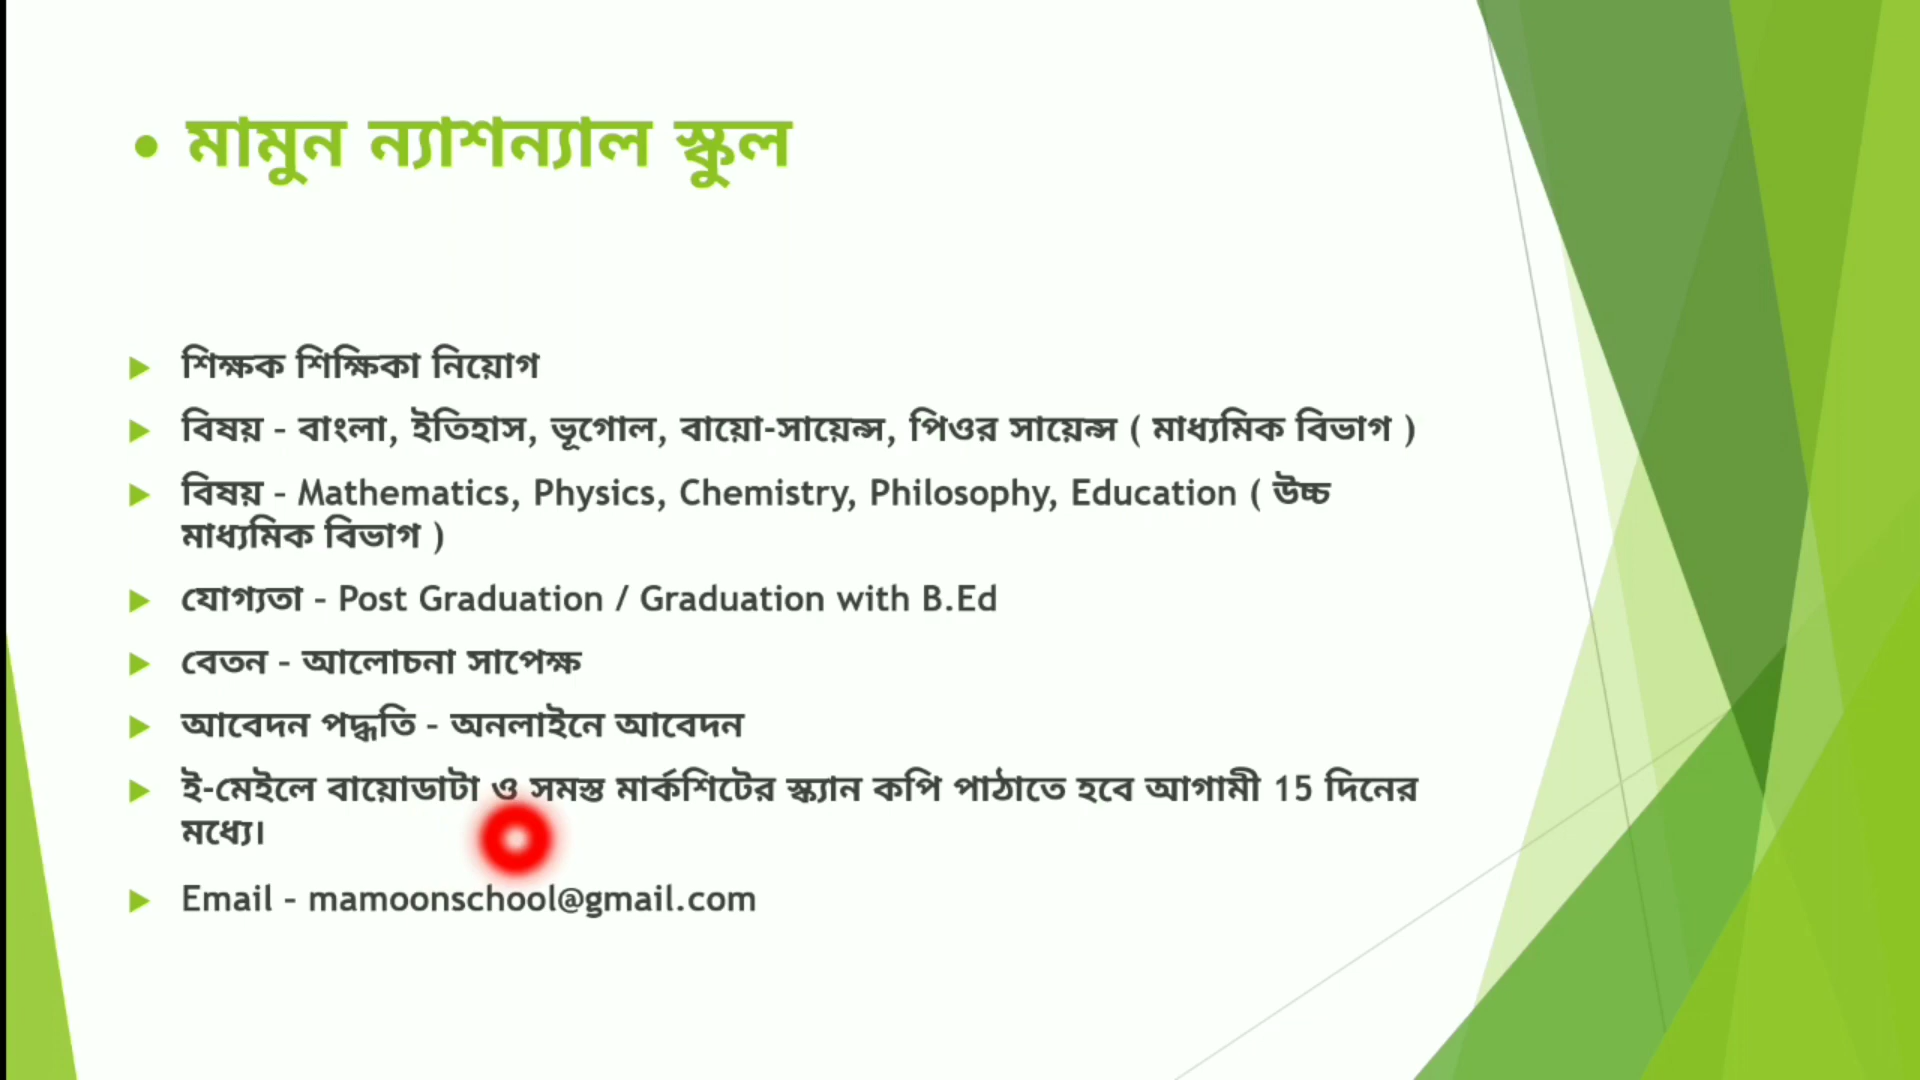 • মামুন ন্যাশন্যাল স্কুল
শিক্ষক শিক্ষিকা নিয়োগ
বিষয় – বাংলা, ইতিহাস, ভূগোল, বায়ো-সায়েন্স, পিওর সায়েন্স ( মাধ্যমিক বিভাগ )
বিষয় – Mathematics, Physics, Chemistry, Philosophy, Education ( উচ্চ
মাধ্যমিক বিভাগ )
যোগ্যতা – Post Graduation / Graduation with B.Ed
বেতন – আলোচনা সাপেক্ষ
আবেদন পদ্ধতি – অনলাইনে আবেদন
ই-মেইলে বায়োডাটা ও সমস্ত মার্কশিটের স্ক্যান কপি পাঠাতে হবে আগামী 15 দিনের
মধ্যে।
Email – mamoonschool@gmail.com